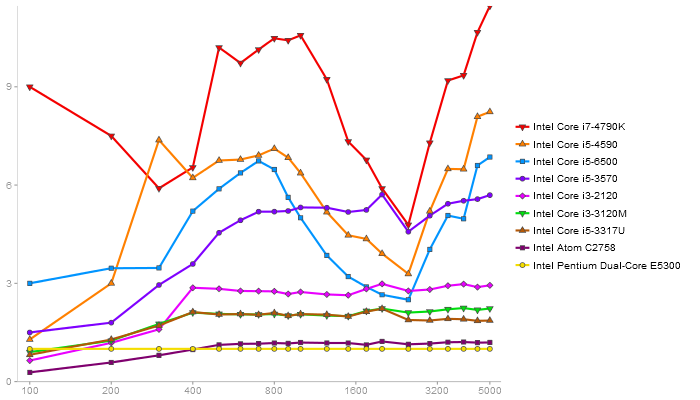 9
6
3
0
100
200
400
800
1600
3200
5000
Intel Core i7-4790K
Intel Core i5-4590
Intel Core i5-6500
Intel Core i5-3570
Intel Core i3-2120
Intel Core i3-3120M
Intel Core i5-3317U
Intel Atom C2758
Intel Pentium Dual-Core E5300